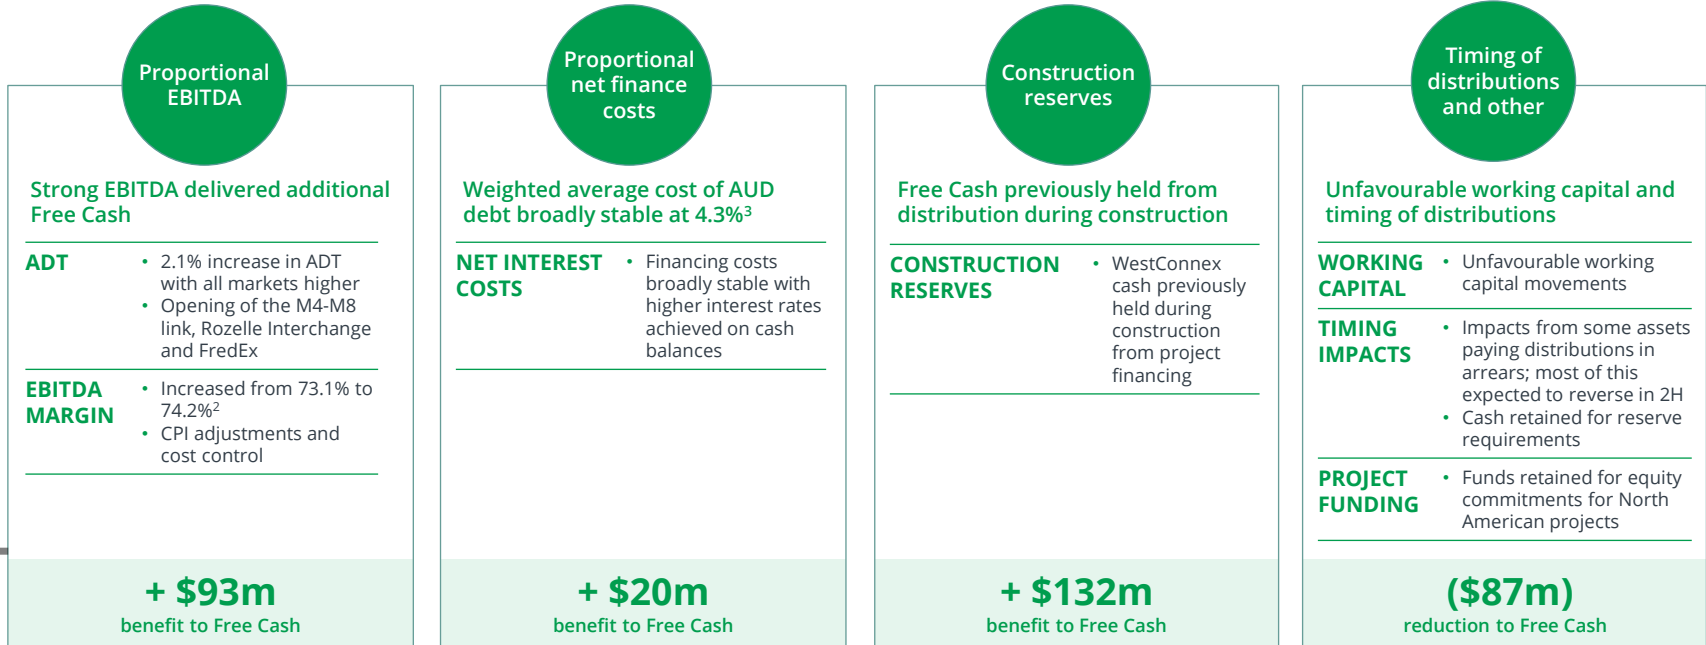 Proportional
EBITDA
Strong EBITDA delivered additional
Free Cash
ADT
• 2.1% increase in ADT
with all markets higher
• Opening of the M4-M8
link, Rozelle Interchange
and FredEx
EBITDA
MARGIN
• Increased from 73.1% to
74.2%²
• CPI adjustments and
cost control
+ $93m
benefit to Free Cash
Proportional
net finance
costs
Weighted average cost of AUD
debt broadly stable at 4.3%³
NET INTEREST
COSTS
• Financing costs
broadly stable with
higher interest rates
achieved on cash
balances
+ $20m
benefit to Free Cash
Construction
reserves
Free Cash previously held from
distribution during construction
CONSTRUCTION
RESERVES
• WestConnex
cash previously
held during
construction
from project
financing
+ $132m
benefit to Free Cash
Timing of
distributions
and other
Unfavourable working capital and
timing of distributions
WORKING
CAPITAL
• Unfavourable working
capital movements
TIMING
IMPACTS
• Impacts from some assets
paying distributions in
arrears; most of this
expected to reverse in 2H
• Cash retained for reserve
requirements
PROJECT
FUNDING
• Funds retained for equity
commitments for North
American projects
($87m)
reduction to Free Cash